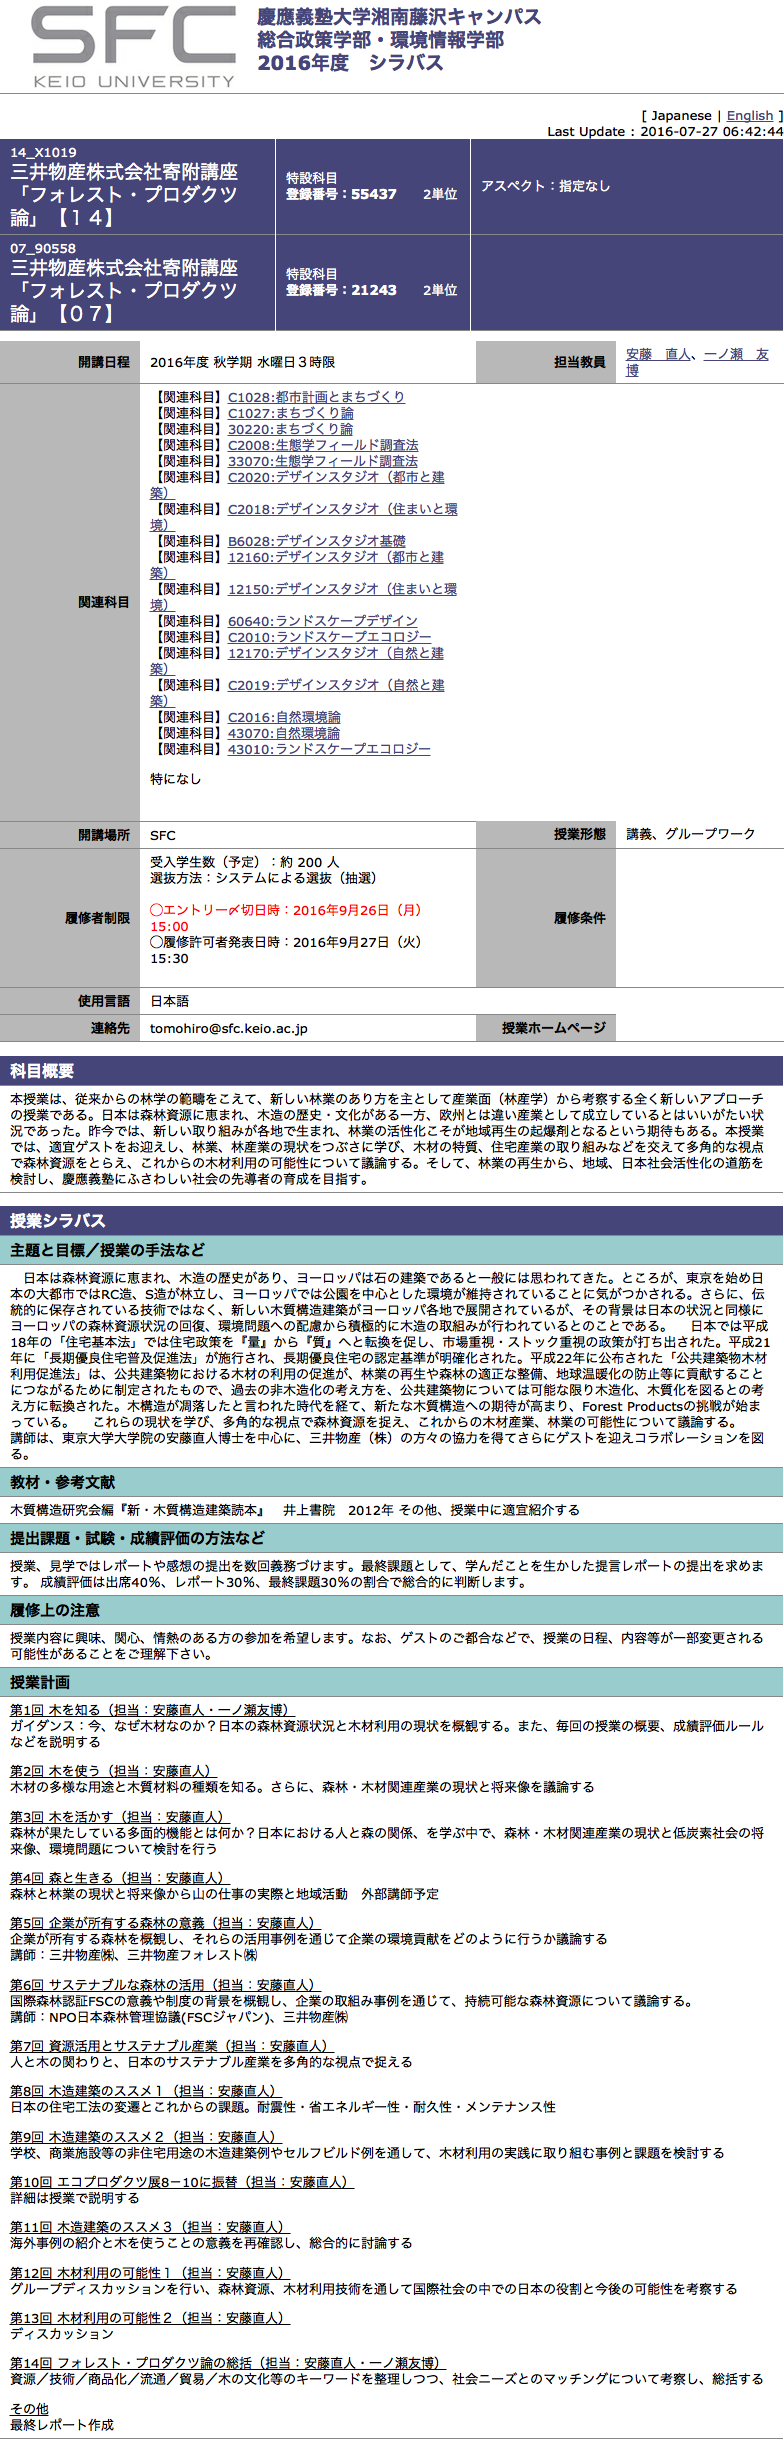 SFC
KEIO UNIVERSITY
慶應義塾大学湘南藤沢キャンパス
総合政策学部・環境情報学部
2016年度　シラバス
[ Japanese | English ]
Last Update : 2016-07-27 06:42:44
14_X1019
三井物産株式会社寄附講座
「フォレスト・プロダクツ
論」【１４】
特設科目
登録番号：55437　　2単位
アスペクト：指定なし
07_90558
三井物産株式会社寄附講座
「フォレスト・プロダクツ
論」【０７】
特設科目
登録番号：21243　　2単位
開講日程
2016年度 秋学期 水曜日３時限
担当教員
安藤　直人、一ノ瀬　友
博
関連科目
【関連科目】C1028:都市計画とまちづくり
【関連科目】C1027:まちづくり論
【関連科目】30220:まちづくり論
【関連科目】C2008:生態学フィールド調査法
【関連科目】33070:生態学フィールド調査法
【関連科目】C2020:デザインスタジオ（都市と建
築）
【関連科目】C2018:デザインスタジオ（住まいと環
境）
【関連科目】B6028:デザインスタジオ基礎
【関連科目】12160:デザインスタジオ（都市と建
築）
【関連科目】12150:デザインスタジオ（住まいと環
境）
【関連科目】60640:ランドスケープデザイン
【関連科目】C2010:ランドスケープエコロジー
【関連科目】12170:デザインスタジオ（自然と建
築）
【関連科目】C2019:デザインスタジオ（自然と建
築）
【関連科目】C2016:自然環境論
【関連科目】43070:自然環境論
【関連科目】43010:ランドスケープエコロジー
特になし
開講場所
SFC
授業形態
講義、グループワーク
履修者制限
受入学生数（予定）：約 200 人
選抜方法：システムによる選抜（抽選）
◯エントリー〆切日時：2016年9月26日（月）
15:00
◯履修許可者発表日時：2016年9月27日（火）
15:30
履修条件
使用言語
日本語
連絡先
tomohiro@sfc.keio.ac.jp
授業ホームページ
科目概要
本授業は、従来からの林学の範疇をこえて、新しい林業のあり方を主として産業面（林産学）から考察する全く新しいアプローチ
の授業である。日本は森林資源に恵まれ、木造の歴史・文化がある一方、欧州とは違い産業として成立しているとはいいがたい状
況であった。昨今では、新しい取り組みが各地で生まれ、林業の活性化こそが地域再生の起爆剤となるという期待もある。本授業
では、適宜ゲストをお迎えし、林業、林産業の現状をつぶさに学び、木材の特質、住宅産業の取り組みなどを交えて多角的な視点
で森林資源をとらえ、これからの木材利用の可能性について議論する。そして、林業の再生から、地域、日本社会活性化の道筋を
検討し、慶應義塾にふさわしい社会の先導者の育成を目指す。
授業シラバス
主題と目標／授業の手法など
　日本は森林資源に恵まれ、木造の歴史があり、ヨーロッパは石の建築であると一般には思われてきた。ところが、東京を始め日
本の大都市ではRC造、S造が林立し、ヨーロッパでは公園を中心とした環境が維持されていることに気がつかされる。さらに、伝
統的に保存されている技術ではなく、新しい木質構造建築がヨーロッパ各地で展開されているが、その背景は日本の状況と同様に
ヨーロッパの森林資源状況の回復、環境問題への配慮から積極的に木造の取組みが行われているとのことである。　日本では平成
18年の「住宅基本法」では住宅政策を『量』から『質』へと転換を促し、市場重視・ストック重視の政策が打ち出された。平成21
年に「長期優良住宅普及促進法」が施行され、長期優良住宅の認定基準が明確化された。平成22年に公布された「公共建築物木材
利用促進法」は、公共建築物における木材の利用の促進が、林業の再生や森林の適正な整備、地球温暖化の防止等に貢献すること
につながるために制定されたもので、過去の非木造化の考え方を、公共建築物については可能な限り木造化、木質化を図るとの考
え方に転換された。木構造が凋落したと言われた時代を経て、新たな木質構造への期待が高まり、Forest Productsの挑戦が始ま
っている。　これらの現状を学び、多角的な視点で森林資源を捉え、これからの木材産業、林業の可能性について議論する。
講師は、東京大学大学院の安藤直人博士を中心に、三井物産（株）の方々の協力を得てさらにゲストを迎えコラボレーションを図
る。
教材・参考文献
木質構造研究会編『新・木質構造建築読本』　井上書院　2012年 その他、授業中に適宜紹介する
提出課題・試験・成績評価の方法など
授業、見学ではレポートや感想の提出を数回義務づけます。最終課題として、学んだことを生かした提言レポートの提出を求めま
す。 成績評価は出席40％、レポート30％、最終課題30％の割合で総合的に判断します。
履修上の注意
授業内容に興味、関心、情熱のある方の参加を希望します。なお、ゲストのご都合などで、授業の日程、内容等が一部変更される
可能性があることをご理解下さい。
授業計画
第1回 木を知る（担当：安藤直人・一ノ瀬友博）
ガイダンス：今、なぜ木材なのか？日本の森林資源状況と木材利用の現状を概観する。また、毎回の授業の概要、成績評価ルール
などを説明する
第2回 木を使う（担当：安藤直人）
木材の多様な用途と木質材料の種類を知る。さらに、森林・木材関連産業の現状と将来像を議論する
第3回 木を活かす（担当：安藤直人）
森林が果たしている多面的機能とは何か？日本における人と森の関係、を学ぶ中で、森林・木材関連産業の現状と低炭素社会の将
来像、環境問題について検討を行う
第4回 森と生きる（担当：安藤直人）
森林と林業の現状と将来像から山の仕事の実際と地域活動　外部講師予定
第5回 企業が所有する森林の意義（担当：安藤直人）
企業が所有する森林を概観し、それらの活用事例を通じて企業の環境貢献をどのように行うか議論する
講師：三井物産㈱、三井物産フォレスト㈱
第6回 サステナブルな森林の活用（担当：安藤直人）
国際森林認証FSCの意義や制度の背景を概観し、企業の取組み事例を通じて、持続可能な森林資源について議論する。
講師：NPO日本森林管理協議(FSCジャパン)、三井物産㈱
第7回 資源活用とサステナブル産業（担当：安藤直人）
人と木の関わりと、日本のサステナブル産業を多角的な視点で捉える
第8回 木造建築のススメ１（担当：安藤直人）
日本の住宅工法の変遷とこれからの課題。耐震性・省エネルギー性・耐久性・メンテナンス性
第9回 木造建築のススメ２（担当：安藤直人）
学校、商業施設等の非住宅用途の木造建築例やセルフビルド例を通して、木材利用の実践に取り組む事例と課題を検討する
第10回 エコプロダクツ展8－10に振替（担当：安藤直人）
詳細は授業で説明する
第11回 木造建築のススメ３（担当：安藤直人）
海外事例の紹介と木を使うことの意義を再確認し、総合的に討論する
第12回 木材利用の可能性１（担当：安藤直人）
グループディスカッションを行い、森林資源、木材利用技術を通して国際社会の中での日本の役割と今後の可能性を考察する
第13回 木材利用の可能性２（担当：安藤直人）
ディスカッション
第14回 フォレスト・プロダクツ論の総括（担当：安藤直人・一ノ瀬友博）
資源／技術／商品化／流通／貿易／木の文化等のキーワードを整理しつつ、社会ニーズとのマッチングについて考察し、総括する
その他
最終レポート作成